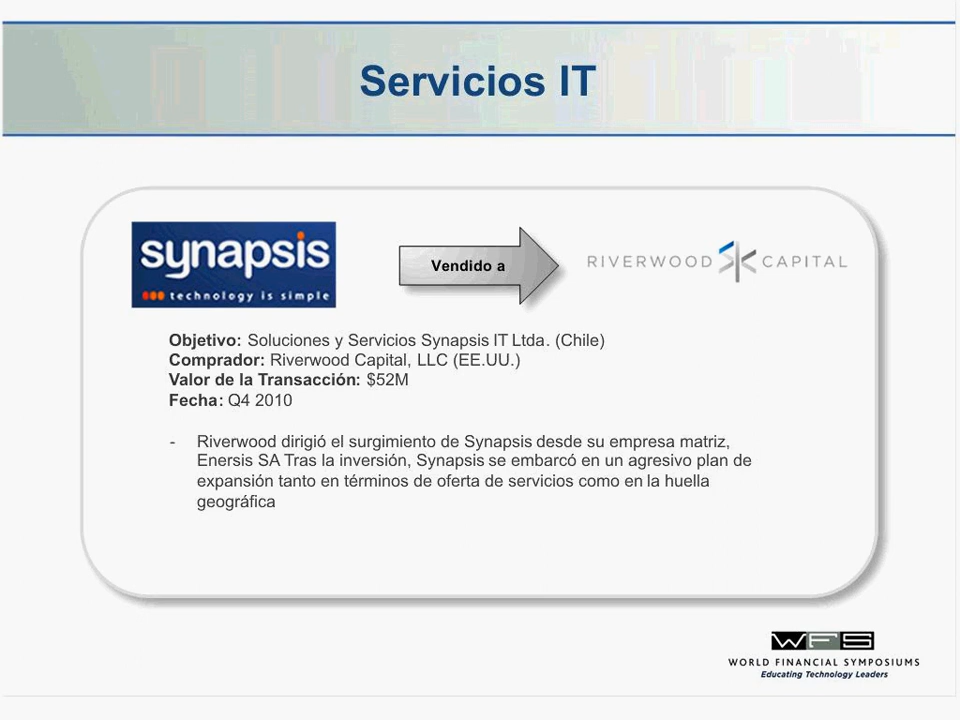 Servicios IT
synapsis
technology is simple
Vendido a
RIVERWOOD CAPITAL
Objetivo: Soluciones y Servicios Synapsis IT Ltda. (Chile)
Comprador: Riverwood Capital, LLC (EE.UU.)
Valor de la Transacción: $52M
Fecha: Q4 2010
- Riverwood dirigió el surgimiento de Synapsis desde su empresa matriz,
Enersis SA Tras la inversión, Synapsis se embarcó en un agresivo plan de
expansión tanto en términos de oferta de servicios como en la huella
geográfica
WFS
WORLD FINANCIAL SYMPOSIUMS
Educating Technology Leaders